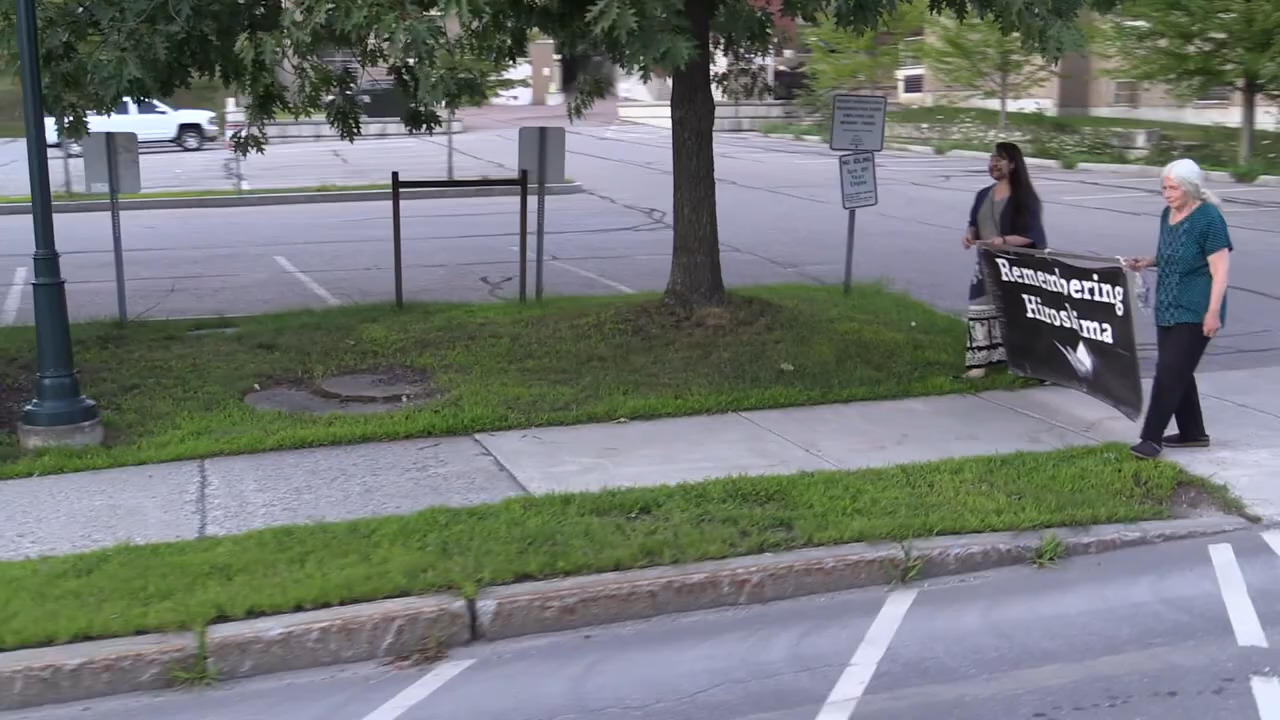 NO IDLING
Turn Off
Your
Engine
Remembering
Hiroshima